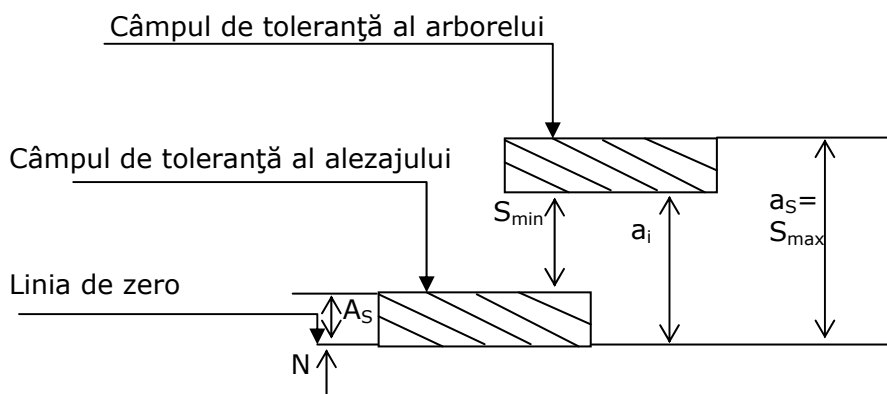 Câmpul de toleranţă al arborelui
Câmpul de toleranţă al alezajului
Smin
ai
aS=
Smax
Linia de zero
AS
N